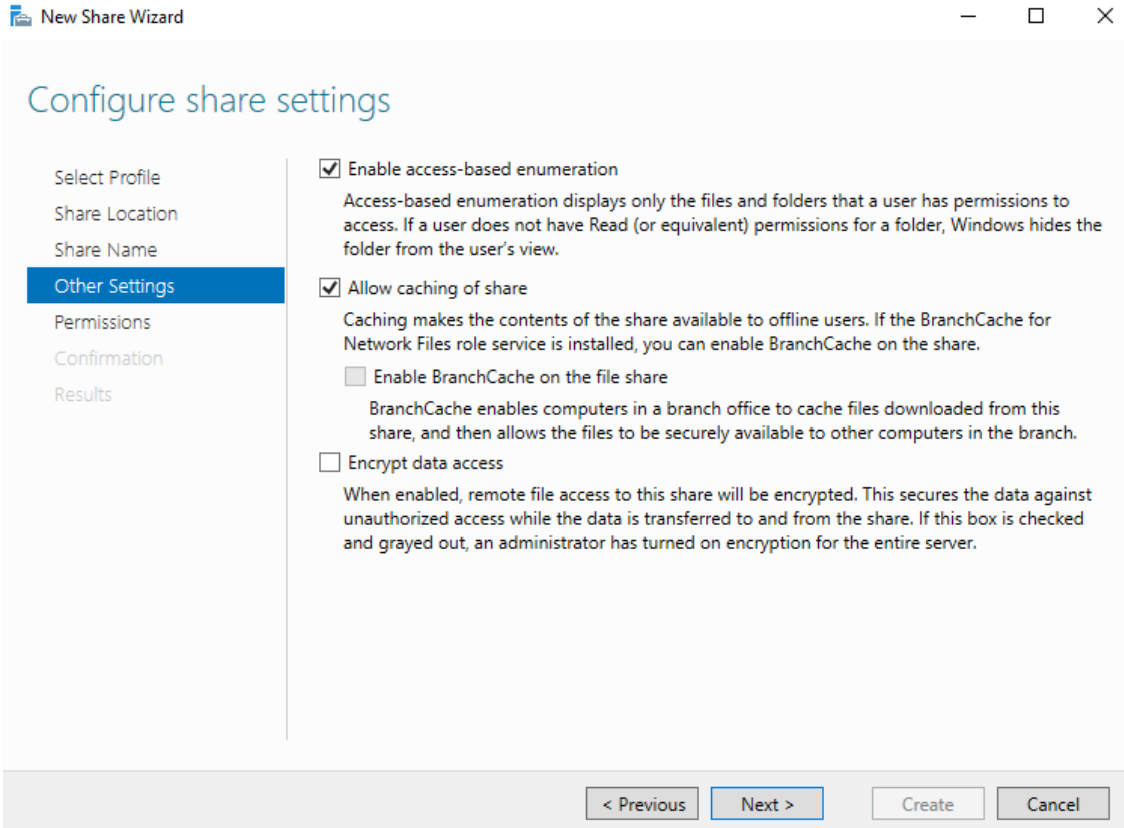 New Share Wizard
Configure share settings
Select Profile
Share Location
Share Name
Other Settings
Permissions
Confirmation
Results
Enable access-based enumeration
Access-based enumeration displays only the files and folders that a user has permissions to
access. If a user does not have Read (or equivalent) permissions for a folder, Windows hides the
folder from the user's view.
Allow caching of share
Caching makes the contents of the share available to offline users. If the BranchCache for
Network Files role service is installed, you can enable BranchCache on the share.
Enable BranchCache on the file share
BranchCache enables computers in a branch office to cache files downloaded from this
share, and then allows the files to be securely available to other computers in the branch.
Encrypt data access
When enabled, remote file access to this share will be encrypted. This secures the data against
unauthorized access while the data is transferred to and from the share. If this box is checked
and grayed out, an administrator has turned on encryption for the entire server.
< Previous
Next >
Create
Cancel